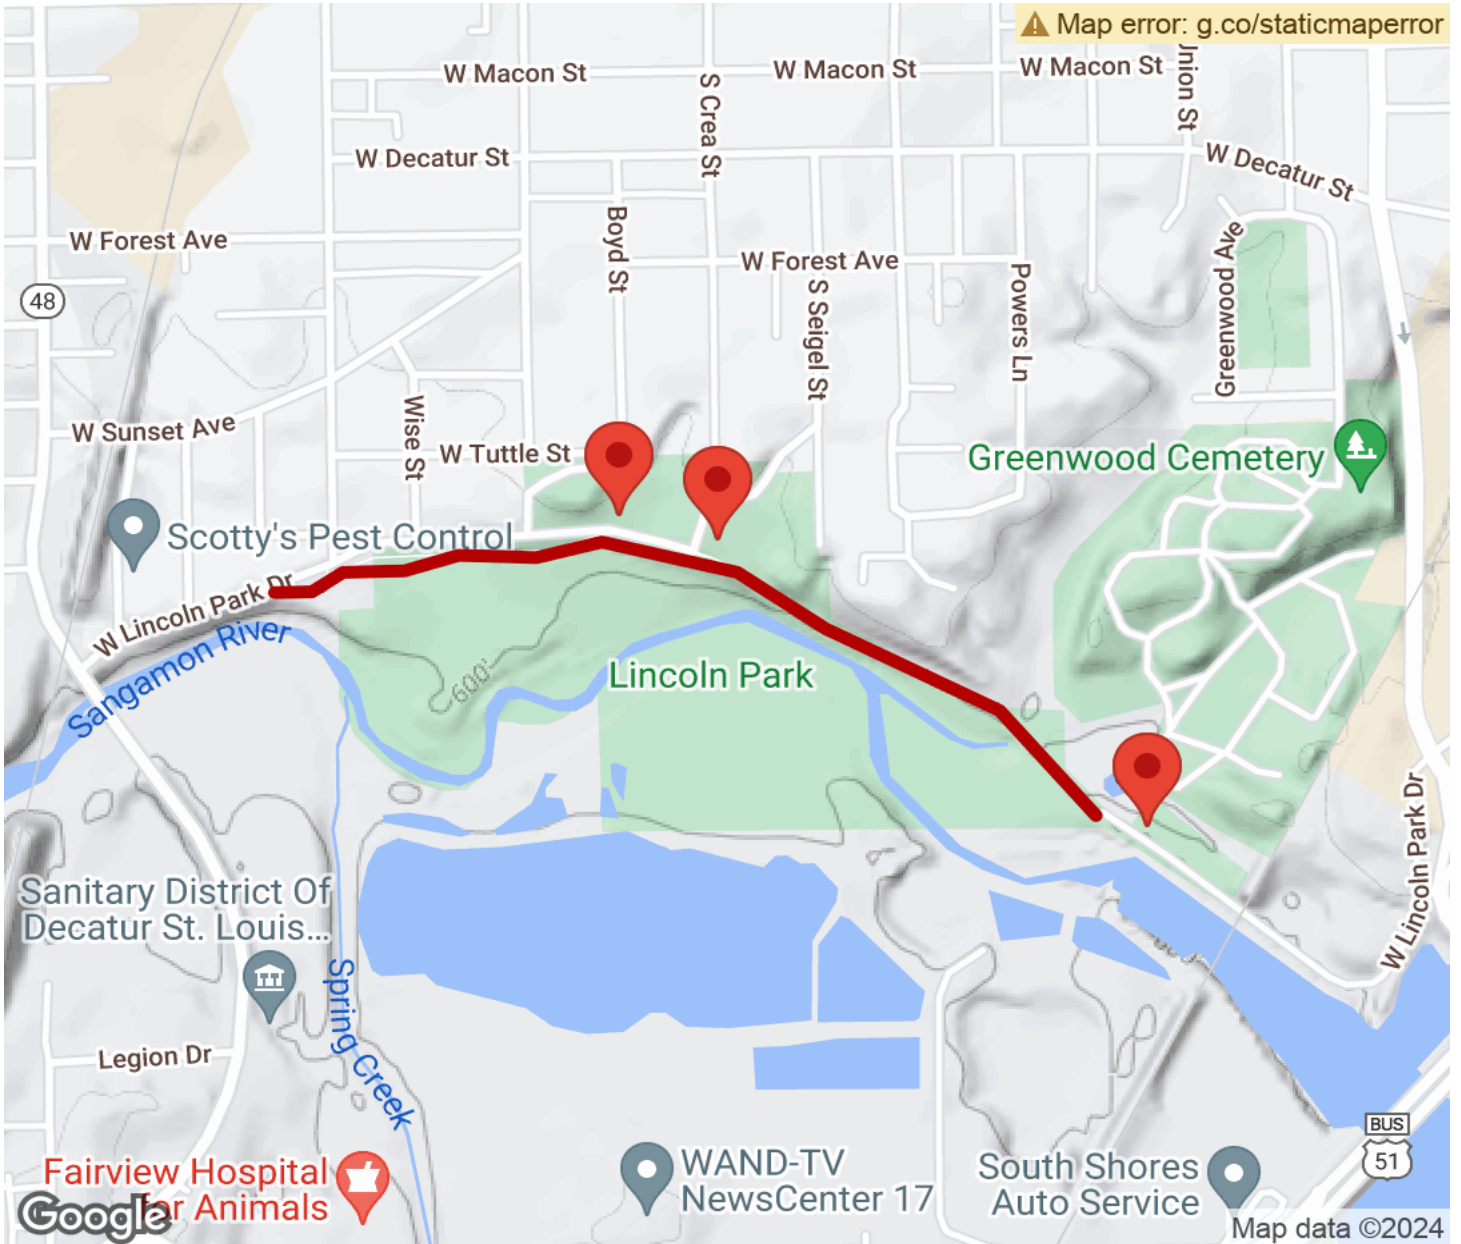 Map error: g.co/staticmaperror
W Macon St
W Macon St
W Macon St
Union St
S Crea St
W Decatur St
W Decatur St
Boyd St
W Forest Ave
W Forest Ave
Greenwood Ave
48
S Seigel St
Powers Ln
W Sunset Ave
Wise St
W Tuttle St
Greenwood Cemetery
Scotty's Pest Control
W Lincoln Park Dr
Sangamon River
600'
Lincoln Park
W Lincoln Park Dr
Sanitary District Of
Decatur St. Louis...
Spring Creek
Legion Dr
BUS
51
Fairview Hospital
for Animals
WAND-TV
NewsCenter 17
South Shores
Auto Service
Google
Map data ©2024